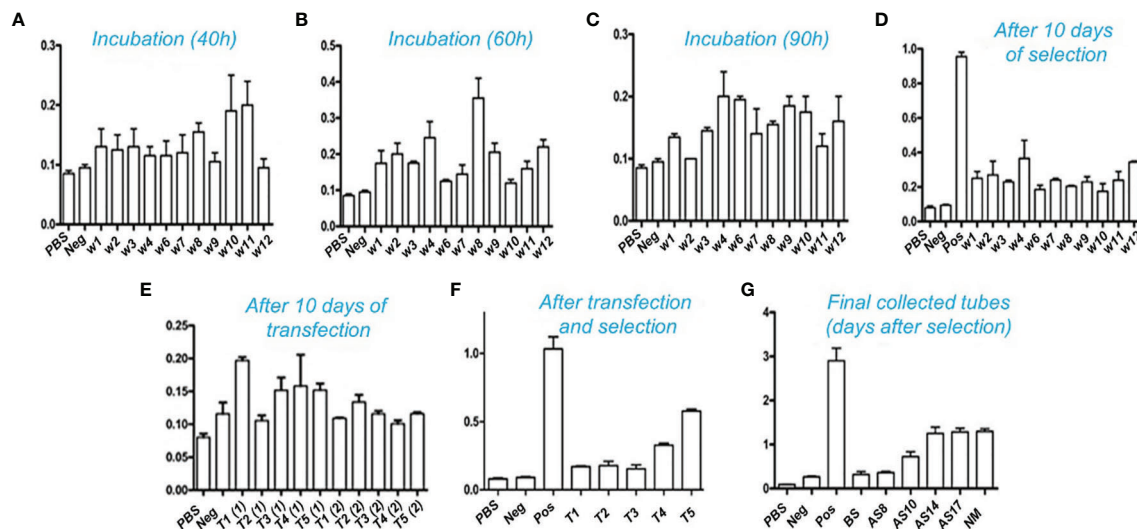 A
Incubation (40h)
0.3
0.2
0.1
0.0
PBS Neg w1 w2 w3 w4 w6 w7 w8 w9 w10 w11 w12
B
Incubation (60h)
0.5
0.4
0.3
0.2
0.1
0.0
PBS Neg w1 w2 w3 w4 w6 w7 w8 w9 w10 w11 w12
C
Incubation (90h)
0.3
0.2
0.1
0.0
PBS Neg w1 w2 w3 w4 w6 w7 w8 w9 w10 w11 w12
D
After 10 days
of selection
1.0
0.8
0.6
0.4
0.2
0.0
PBS Neg Pos w1 w2 w3 w4 w6 w7 w8 w9 w10 w11 w12
E
After 10 days of
transfection
0.25
0.20
0.15
0.10
0.05
0.00
PBS Neg T1 (1) T2 (1) T3 (1) T4 (1) T5 (1) T1 (2) T2 (2) T3 (2) T4 (2) T5 (2)
F
After transfection
and selection
1.0
0.5
0.0
PBS Neg Pos T1 T2 T3 T4 T5
G
Final collected tubes
(days after selection)
4
3
2
1
0
PBS Neg Pos BS AS8 AS10 AS14 AS17 NMI